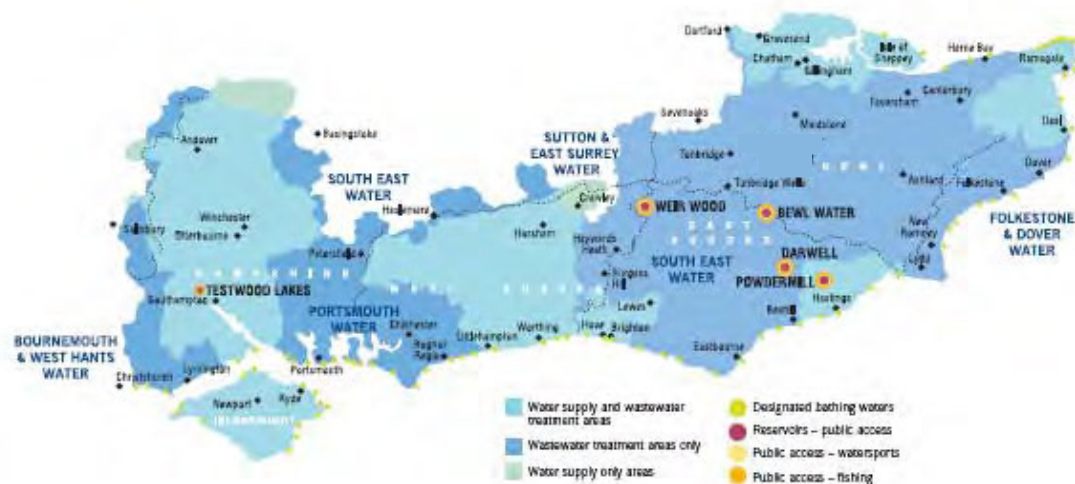 Dartford
Gravesend
Chatham
Gillingham
Isle of
Sheppey
Herne Bay
Ramsgate
Faversham
Canterbury
Deal
Sevenoaks
Maidstone
Basingstoke
Andover
SUTTON &
EAST SURREY
WATER
Tonbridge
Dover
SOUTH EAST
WATER
Tunbridge Wells
Ashland
Folkestone
Haslemere
Crawley
WEIR WOOD
BEWL WATER
KENT
FOLKESTONE
& DOVER
WATER
Salisbury
Winchester
Otterbourne
Petersfield
Horsham
Haywards
Heath
EAST
SUSSEX
New
Romney
Lydd
DARWELL
HAMPSHIRE
WEST SUSSEX
Burgess
Hill
SOUTH EAST
WATER
POWDERMILL
TESTWOOD LAKES
Southampton
PORTSMOUTH
WATER
Lewes
Hastings
Bexhill
BOURNEMOUTH
& WEST HANTS
WATER
Chichester
Bognor
Regis
Littlehampton
Worthing
Hove
Brighton
Eastbourne
Christchurch
Lymington
Portsmouth
Newport
Ryde
ISLE OF WIGHT
Water supply and wastewater
treatment areas
Wastewater treatment areas only
Water supply only areas
Designated bathing waters
Reservoirs – public access
Public access – watersports
Public access – fishing